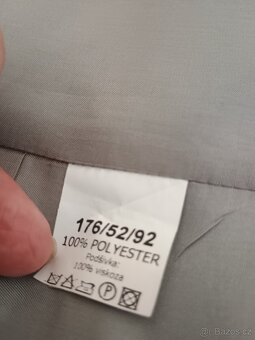 176/52/92
100% POLYESTER
Podšívka:
100% viskoza
P
Bazos.cz